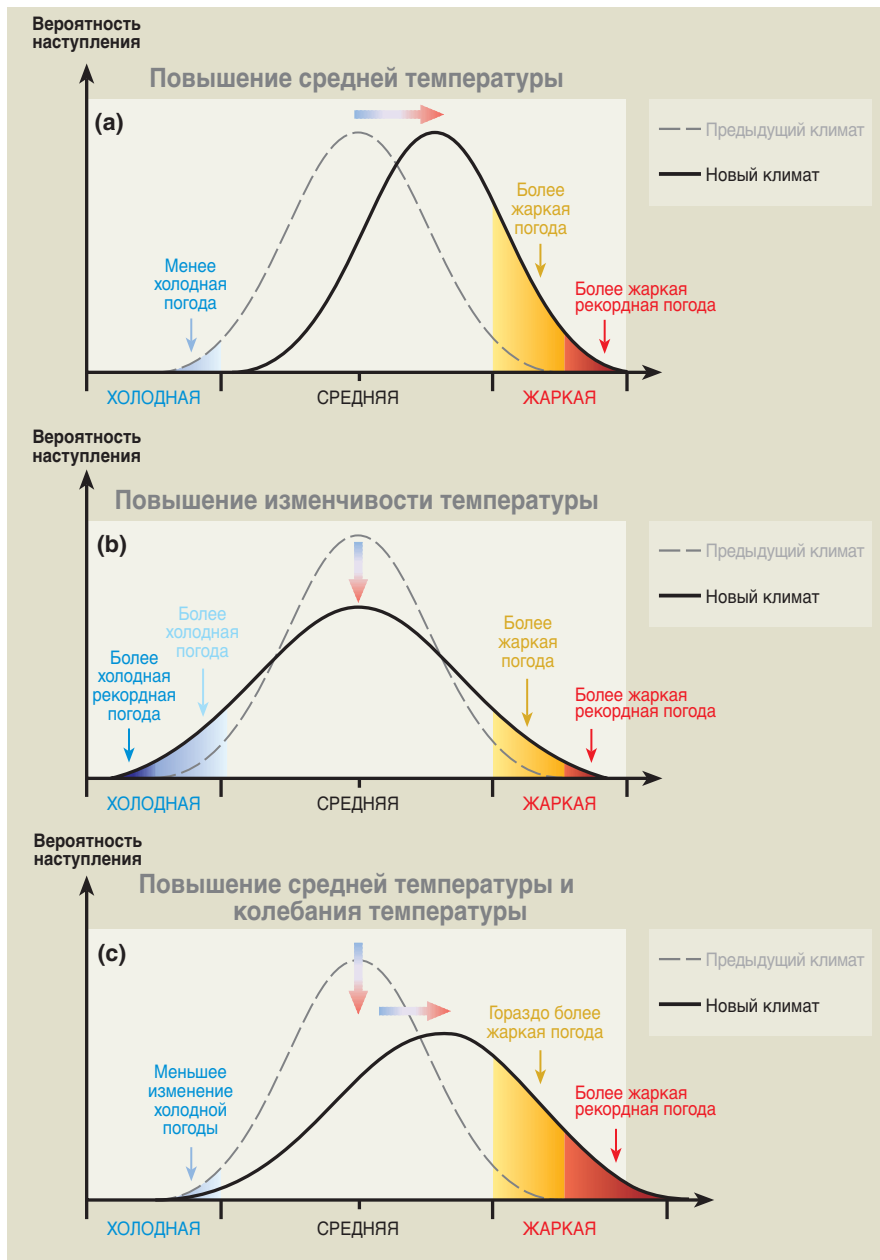 Вероятность
наступления
Повышение средней температуры
(a)
Предыдущий климат
Новый климат
Более
жаркая
погода
Менее
холодная
погода
Более жаркая
рекордная погода
ХОЛОДНАЯ
СРЕДНЯЯ
ЖАРКАЯ
Вероятность
наступления
Повышение изменчивости температуры
(b)
Предыдущий климат
Новый климат
Более
холодная
погода
Более
жаркая
погода
Более
холодная
рекордная
погода
Более жаркая
рекордная погода
ХОЛОДНАЯ
СРЕДНЯЯ
ЖАРКАЯ
Вероятность
наступления
Повышение средней температуры и
колебания температуры
(c)
Предыдущий климат
Новый климат
Гораздо более
жаркая погода
Меньшее
изменение
холодной
погоды
Более жаркая
рекордная погода
ХОЛОДНАЯ
СРЕДНЯЯ
ЖАРКАЯ